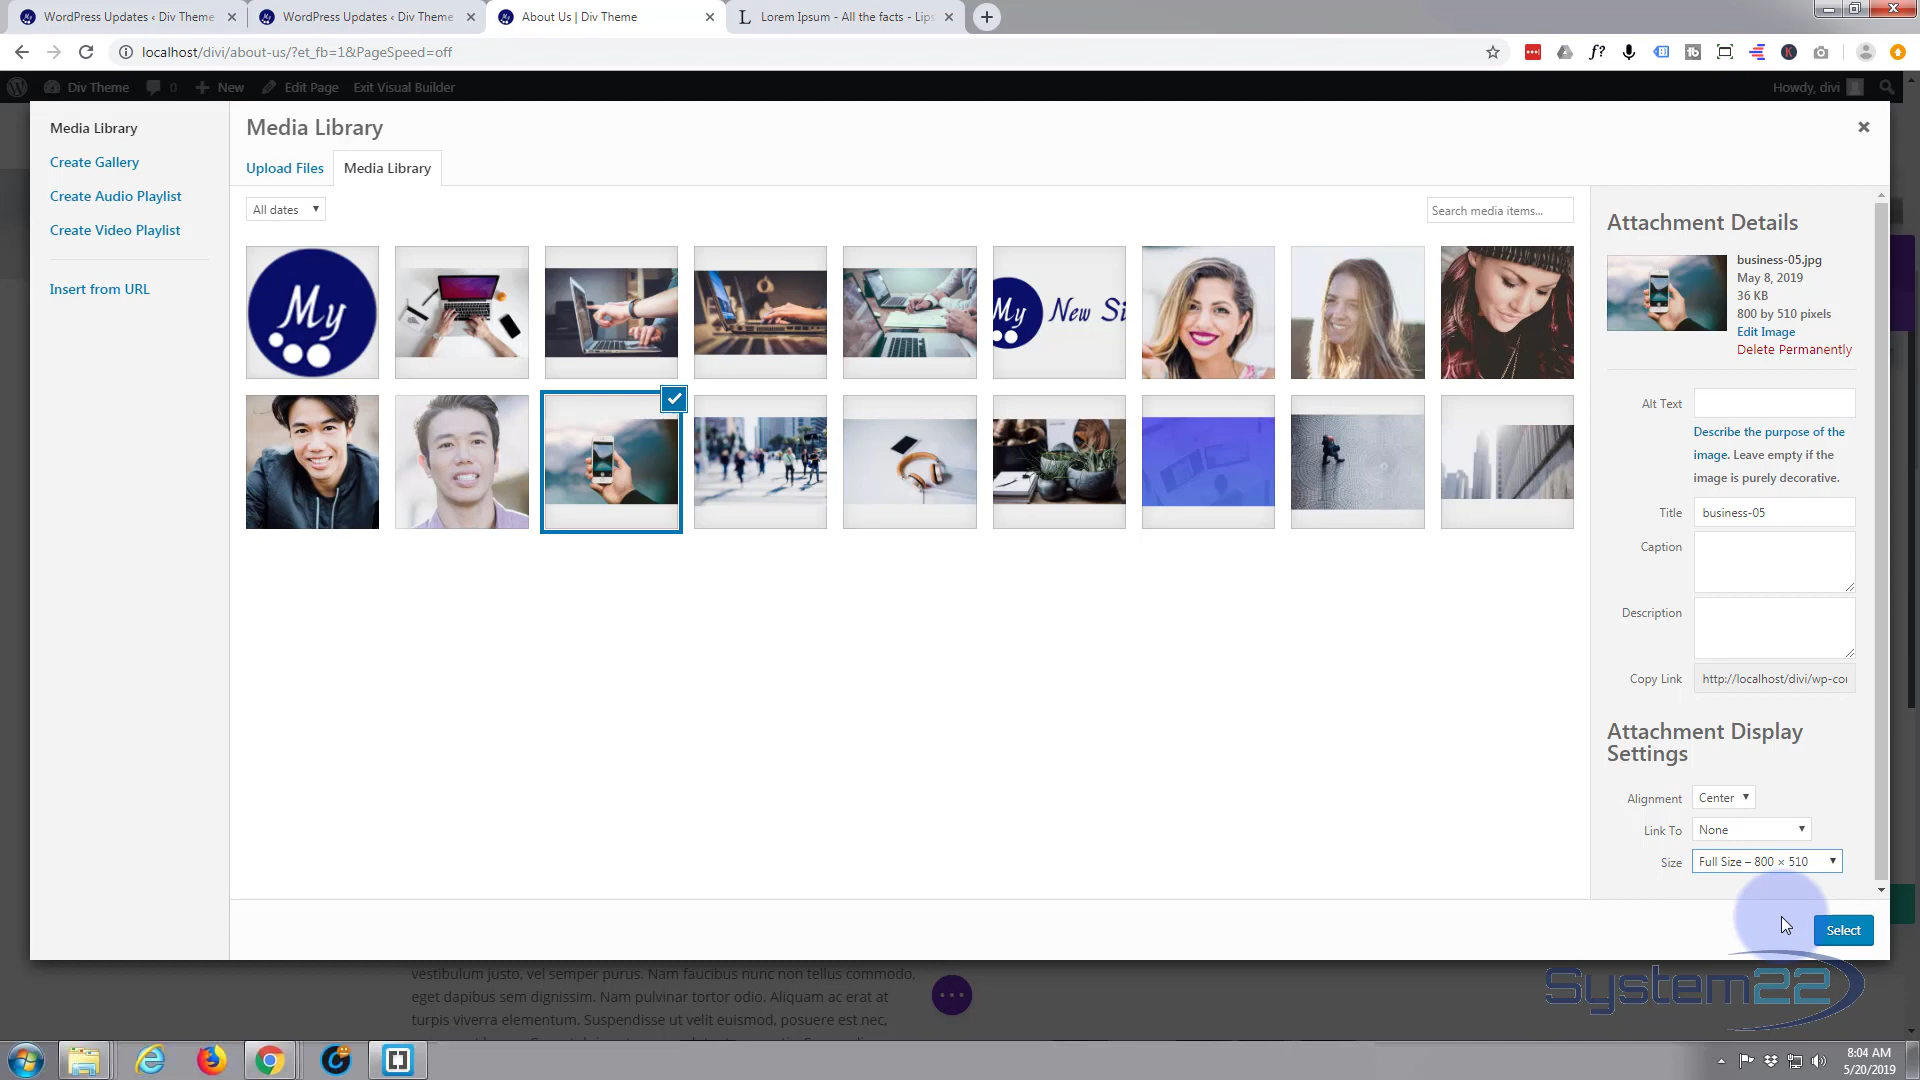 WordPress Updates ‹ Div Theme
WordPress Updates ‹ Div Theme
About Us | Div Theme
Lorem Ipsum - All the facts - Lips
localhost/divi/about-us/?et_fb=1&PageSpeed=off
Div Theme
0
New
Edit Page
Exit Visual Builder
Howdy, divi
Media Library
Create Gallery
Create Audio Playlist
Create Video Playlist
Insert from URL
Media Library
Upload Files
Media Library
All dates
Search media items...
My
My New Si
Attachment Details
business-05.jpg
May 8, 2019
36 KB
800 by 510 pixels
Edit Image
Delete Permanently
Alt Text
Describe the purpose of the
image. Leave empty if the
image is purely decorative.
Title
business-05
Caption
Description
Copy Link
http://localhost/divi/wp-co
Attachment Display
Settings
Alignment
Center
Link To
None
Size
Full Size – 800 × 510
Select
vestibulum justo, vel semper purus. Nam faucibus nunc non tellus commodo,
eget dapibus sem dignissim. Nam pulvinar tortor odio. Aliquam ac erat at
turpis viverra elementum. Suspendisse ut velit euismod, posuere est nec,
System22
8:04 AM
5/20/2019